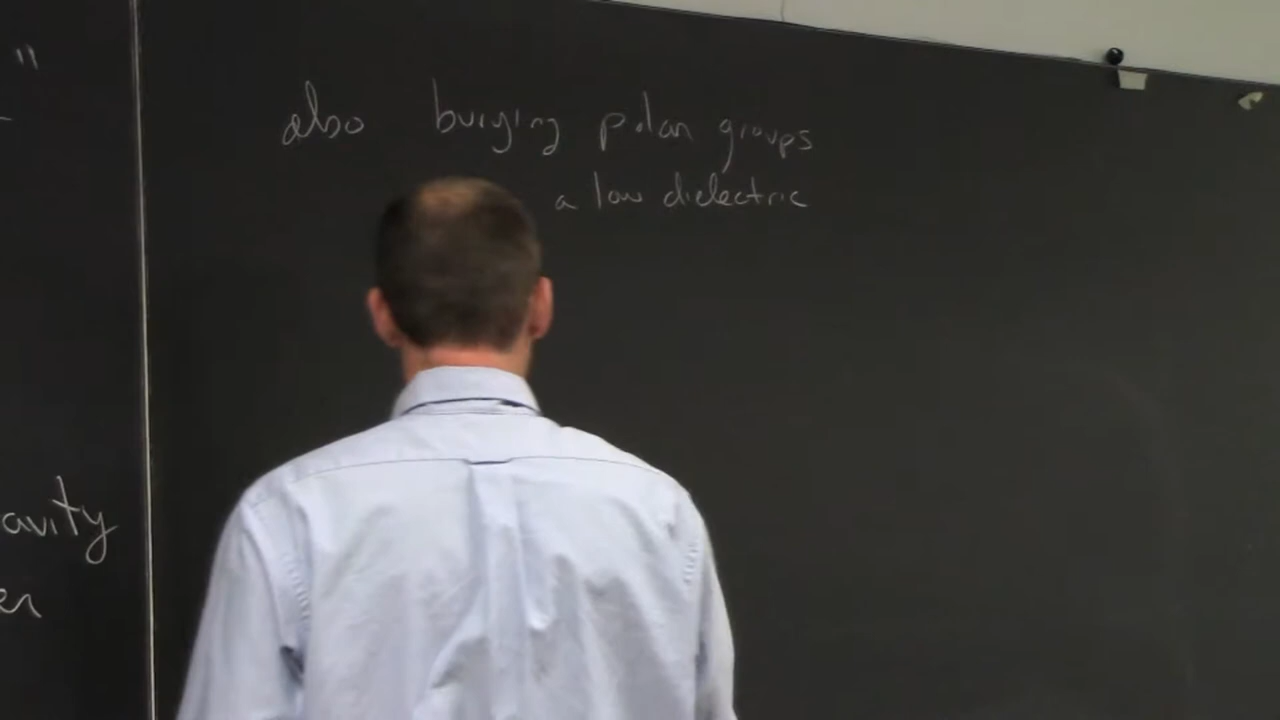 "
avity
er
also burying polar groups
a low dielectric